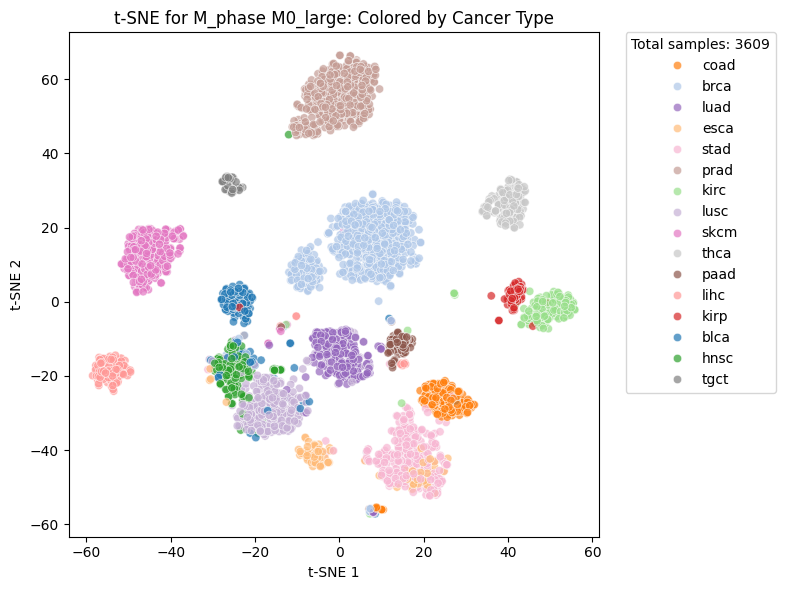 t-SNE for M_phase M0_large: Colored by Cancer Type
Total samples: 3609
coad
brca
luad
esca
stad
prad
kirc
lusc
skcm
thca
paad
lihc
kirp
blca
hnsc
tgct
t-SNE 2
60
40
20
0
−20
−40
−60
−60
−40
−20
0
20
40
60
t-SNE 1